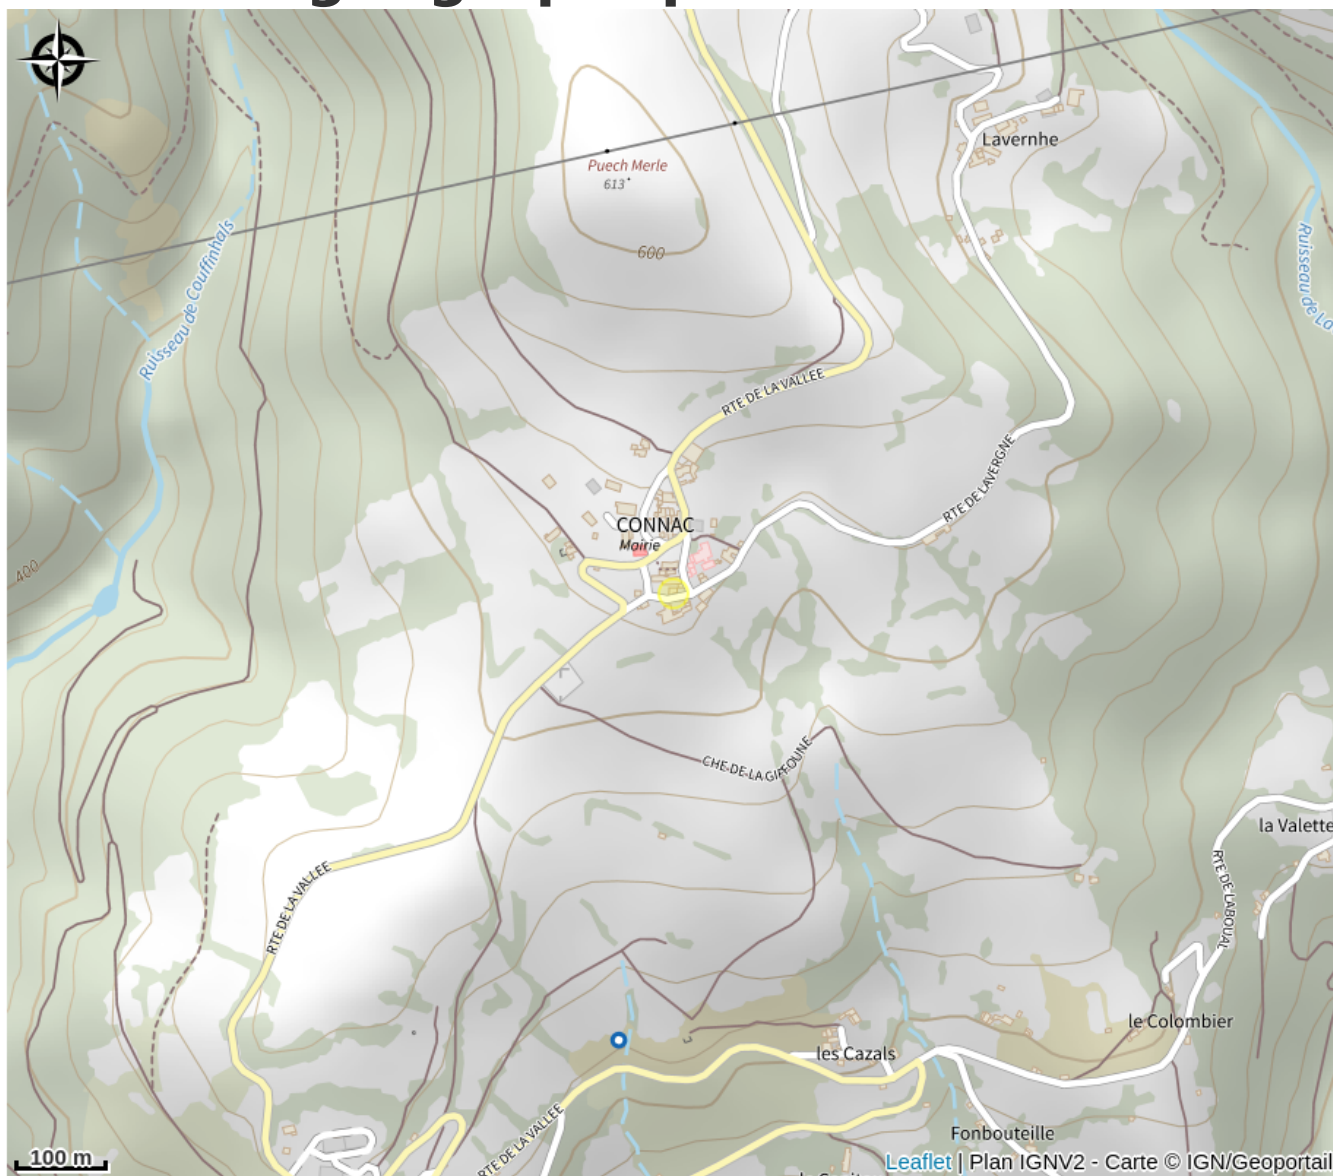 Lavernhe
Puech Merle
613
600
Ruisseau de Couffinhals
Ruisseau de La
RTE DE LA VALLEE
RTE DE LAVERGNE
CONNAC
Mairie
400
CHE DE LA GIFFOUNE
la Valette
RTE DE LABOUAL
RTE DE LA VALLEE
le Colombier
les Cazals
RTE DE LA VALLEE
Fonbouteille
100 m
Leaflet | Plan IGNV2 - Carte © IGN/Geoportail